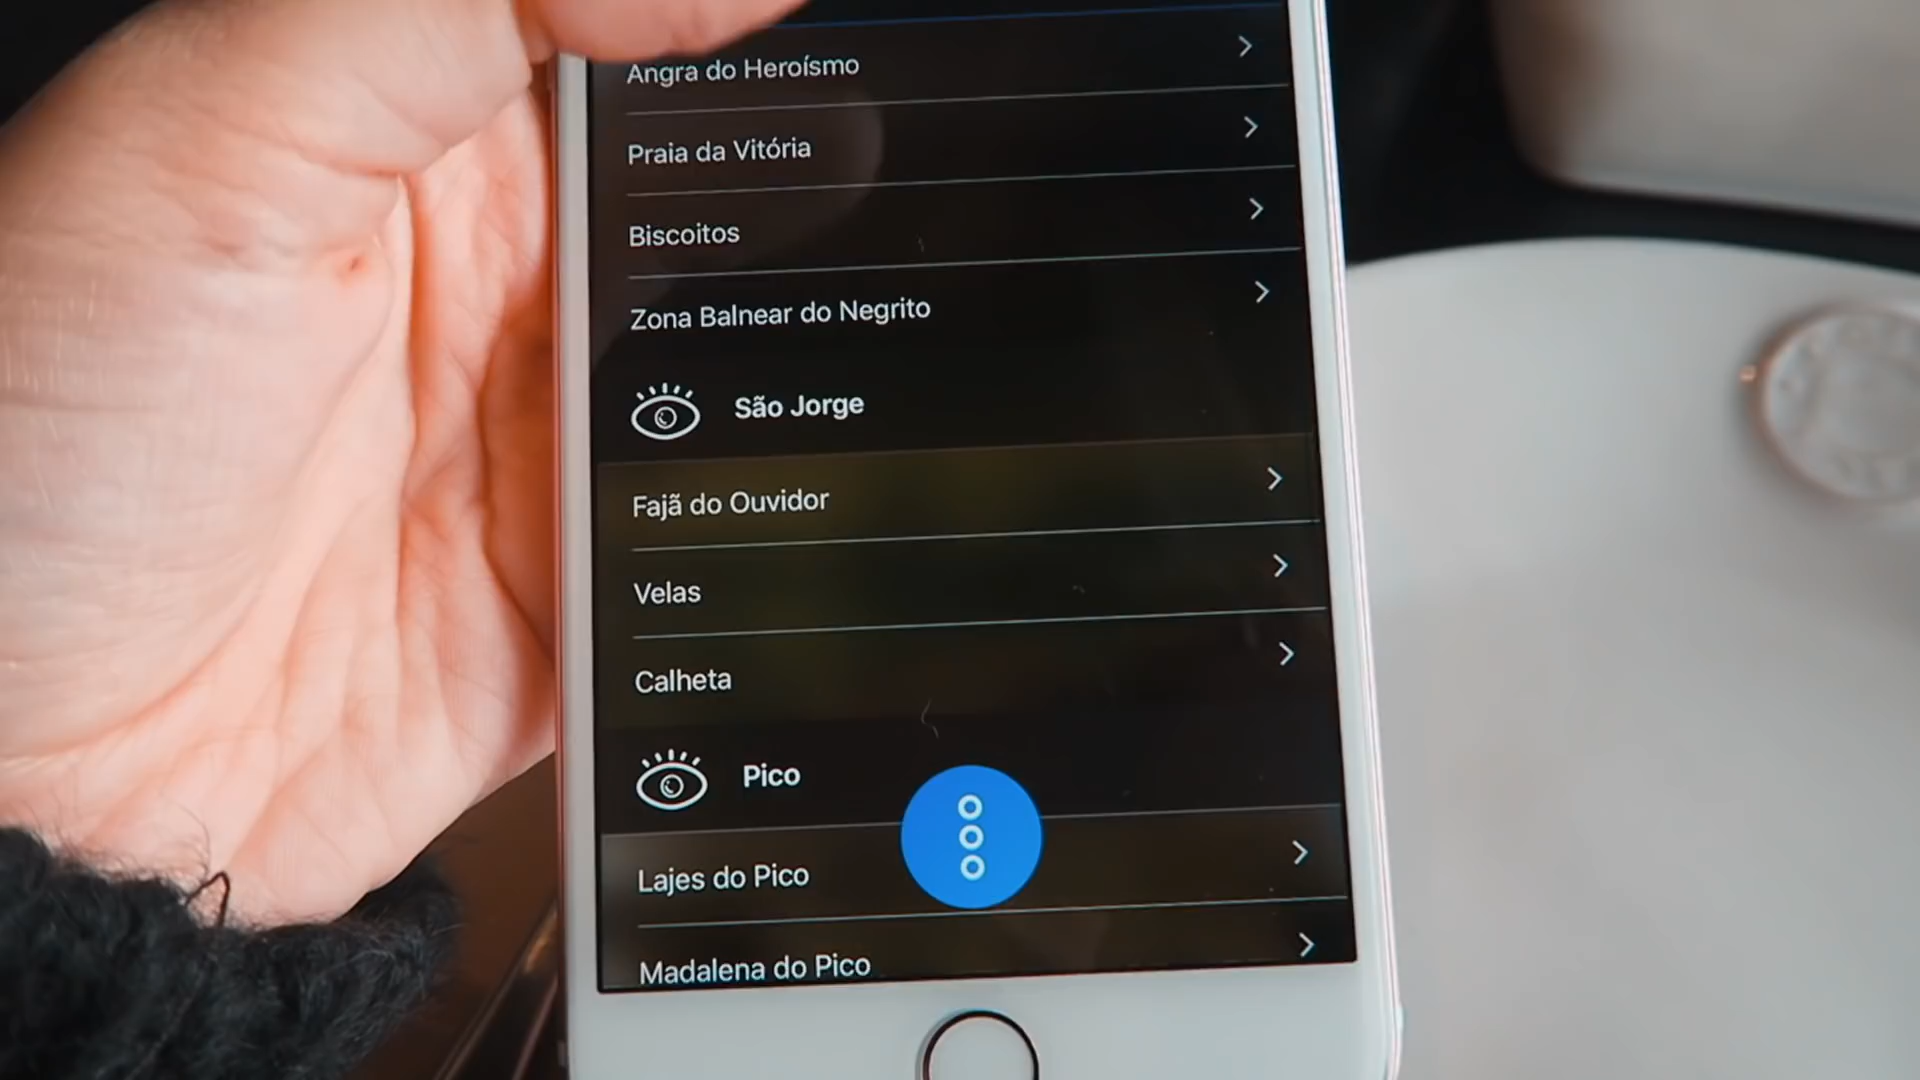 Angra do Heroísmo
Praia da Vitória
Biscoitos
Zona Balnear do Negrito
São Jorge
Fajã do Ouvidor
Velas
Calheta
Pico
Lajes do Pico
Madalena do Pico